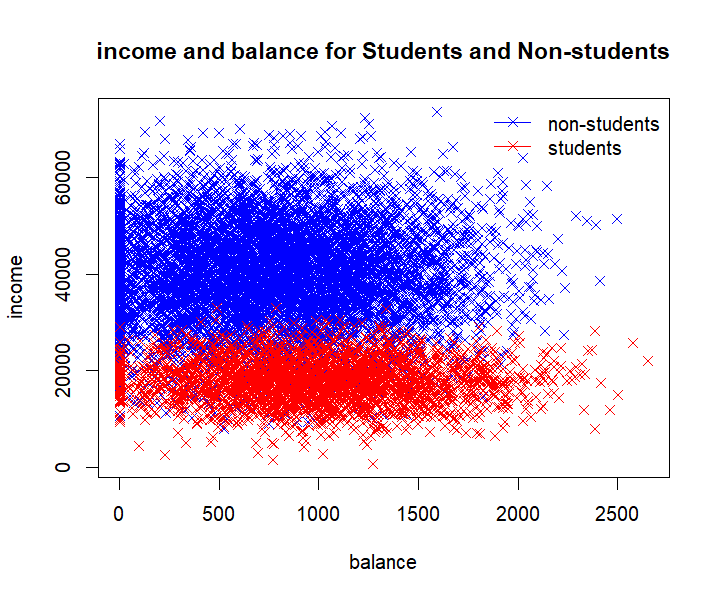 income and balance for Students and Non-students
non-students
students
60000
40000
20000
0
income
0 500 1000 1500 2000 2500
balance